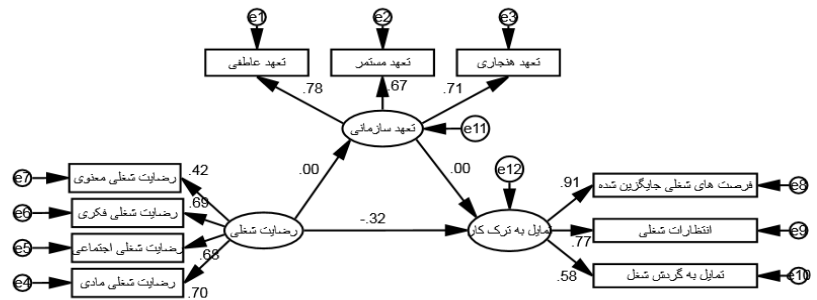 e1
e2
e3
تعهد عاطفی
تعهد مستمر
تعهد هنجاری
.78
.67
.71
تعهد سازمانی
e11
e7
رضایت شغلی معنوی
.42
.00
.00
e12
.91
فرصت های شغلی جایگزین شده
e8
e6
رضایت شغلی فکری
.69
رضایت شغلی
-.32
تمایل به ترک کار
.77
انتظارات شغلی
e9
e5
رضایت شغلی اجتماعی
.68
e4
رضایت شغلی مادی
.70
.58
تمایل به گردش شغل
e10